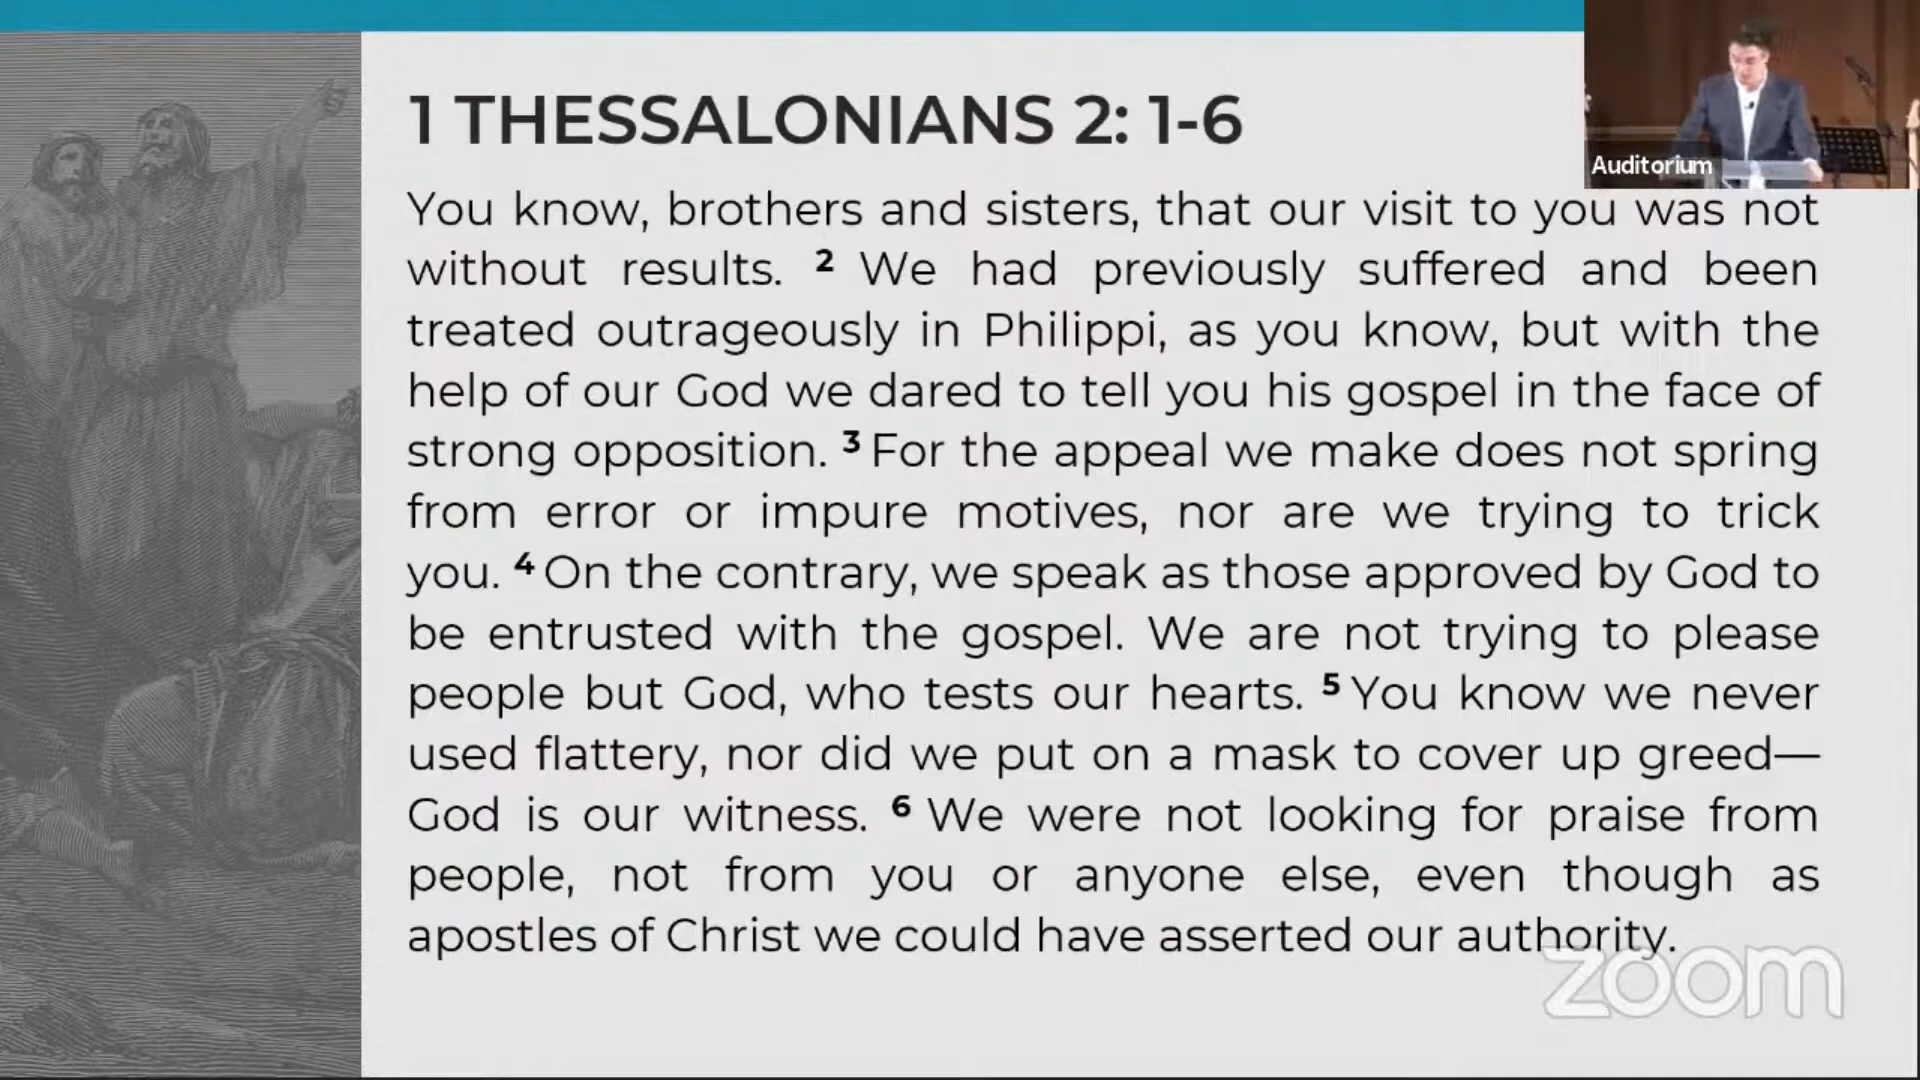 1 THESSALONIANS 2: 1-6
Auditorium
You know, brothers and sisters, that our visit to you was not
without results. ² We had previously suffered and been
treated outrageously in Philippi, as you know, but with the
help of our God we dared to tell you his gospel in the face of
strong opposition. ³ For the appeal we make does not spring
from error or impure motives, nor are we trying to trick
you. ⁴ On the contrary, we speak as those approved by God to
be entrusted with the gospel. We are not trying to please
people but God, who tests our hearts. ⁵ You know we never
used flattery, nor did we put on a mask to cover up greed—
God is our witness. ⁶ We were not looking for praise from
people, not from you or anyone else, even though as
apostles of Christ we could have asserted our authority.
zoom